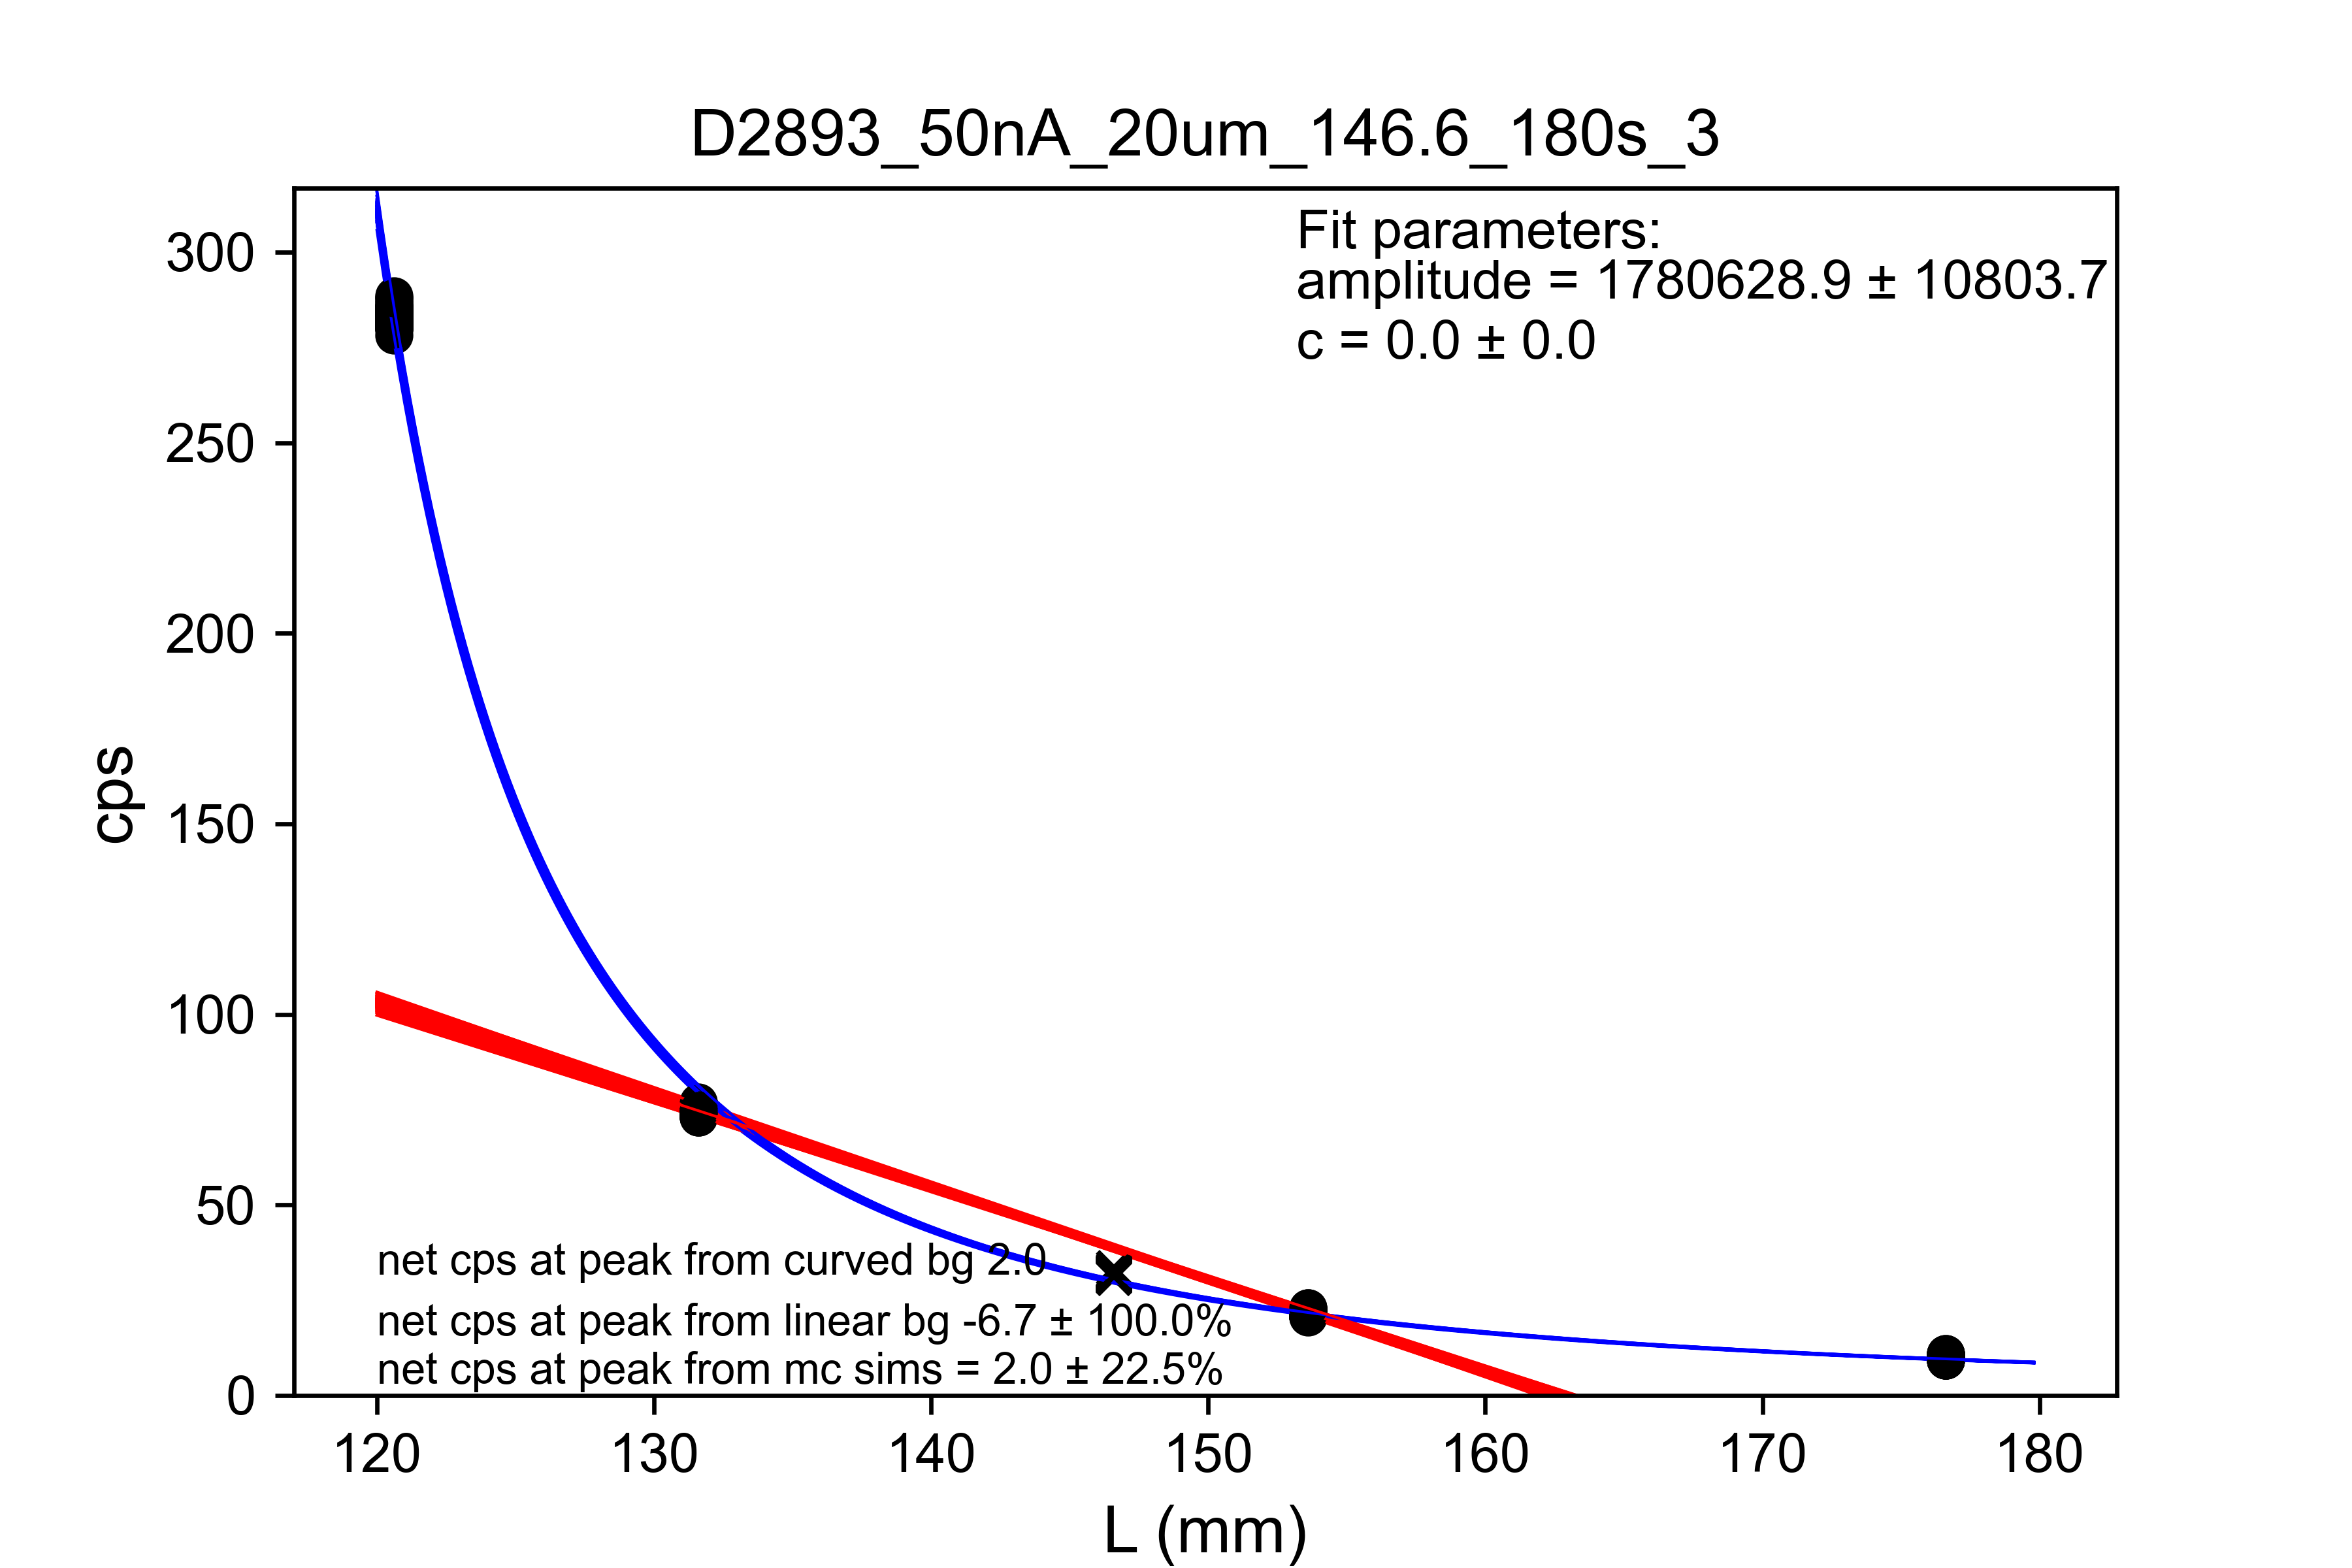 D2893_50nA_20um_146.6_180s_3
Fit parameters:
amplitude = 1780628.9 ± 10803.7
c = 0.0 ± 0.0
300
250
200
150
100
50
0
cps
net cps at peak from curved bg 2.0
net cps at peak from linear bg -6.7 ± 100.0%
net cps at peak from mc sims = 2.0 ± 22.5%
120 130 140 150 160 170 180
L (mm)